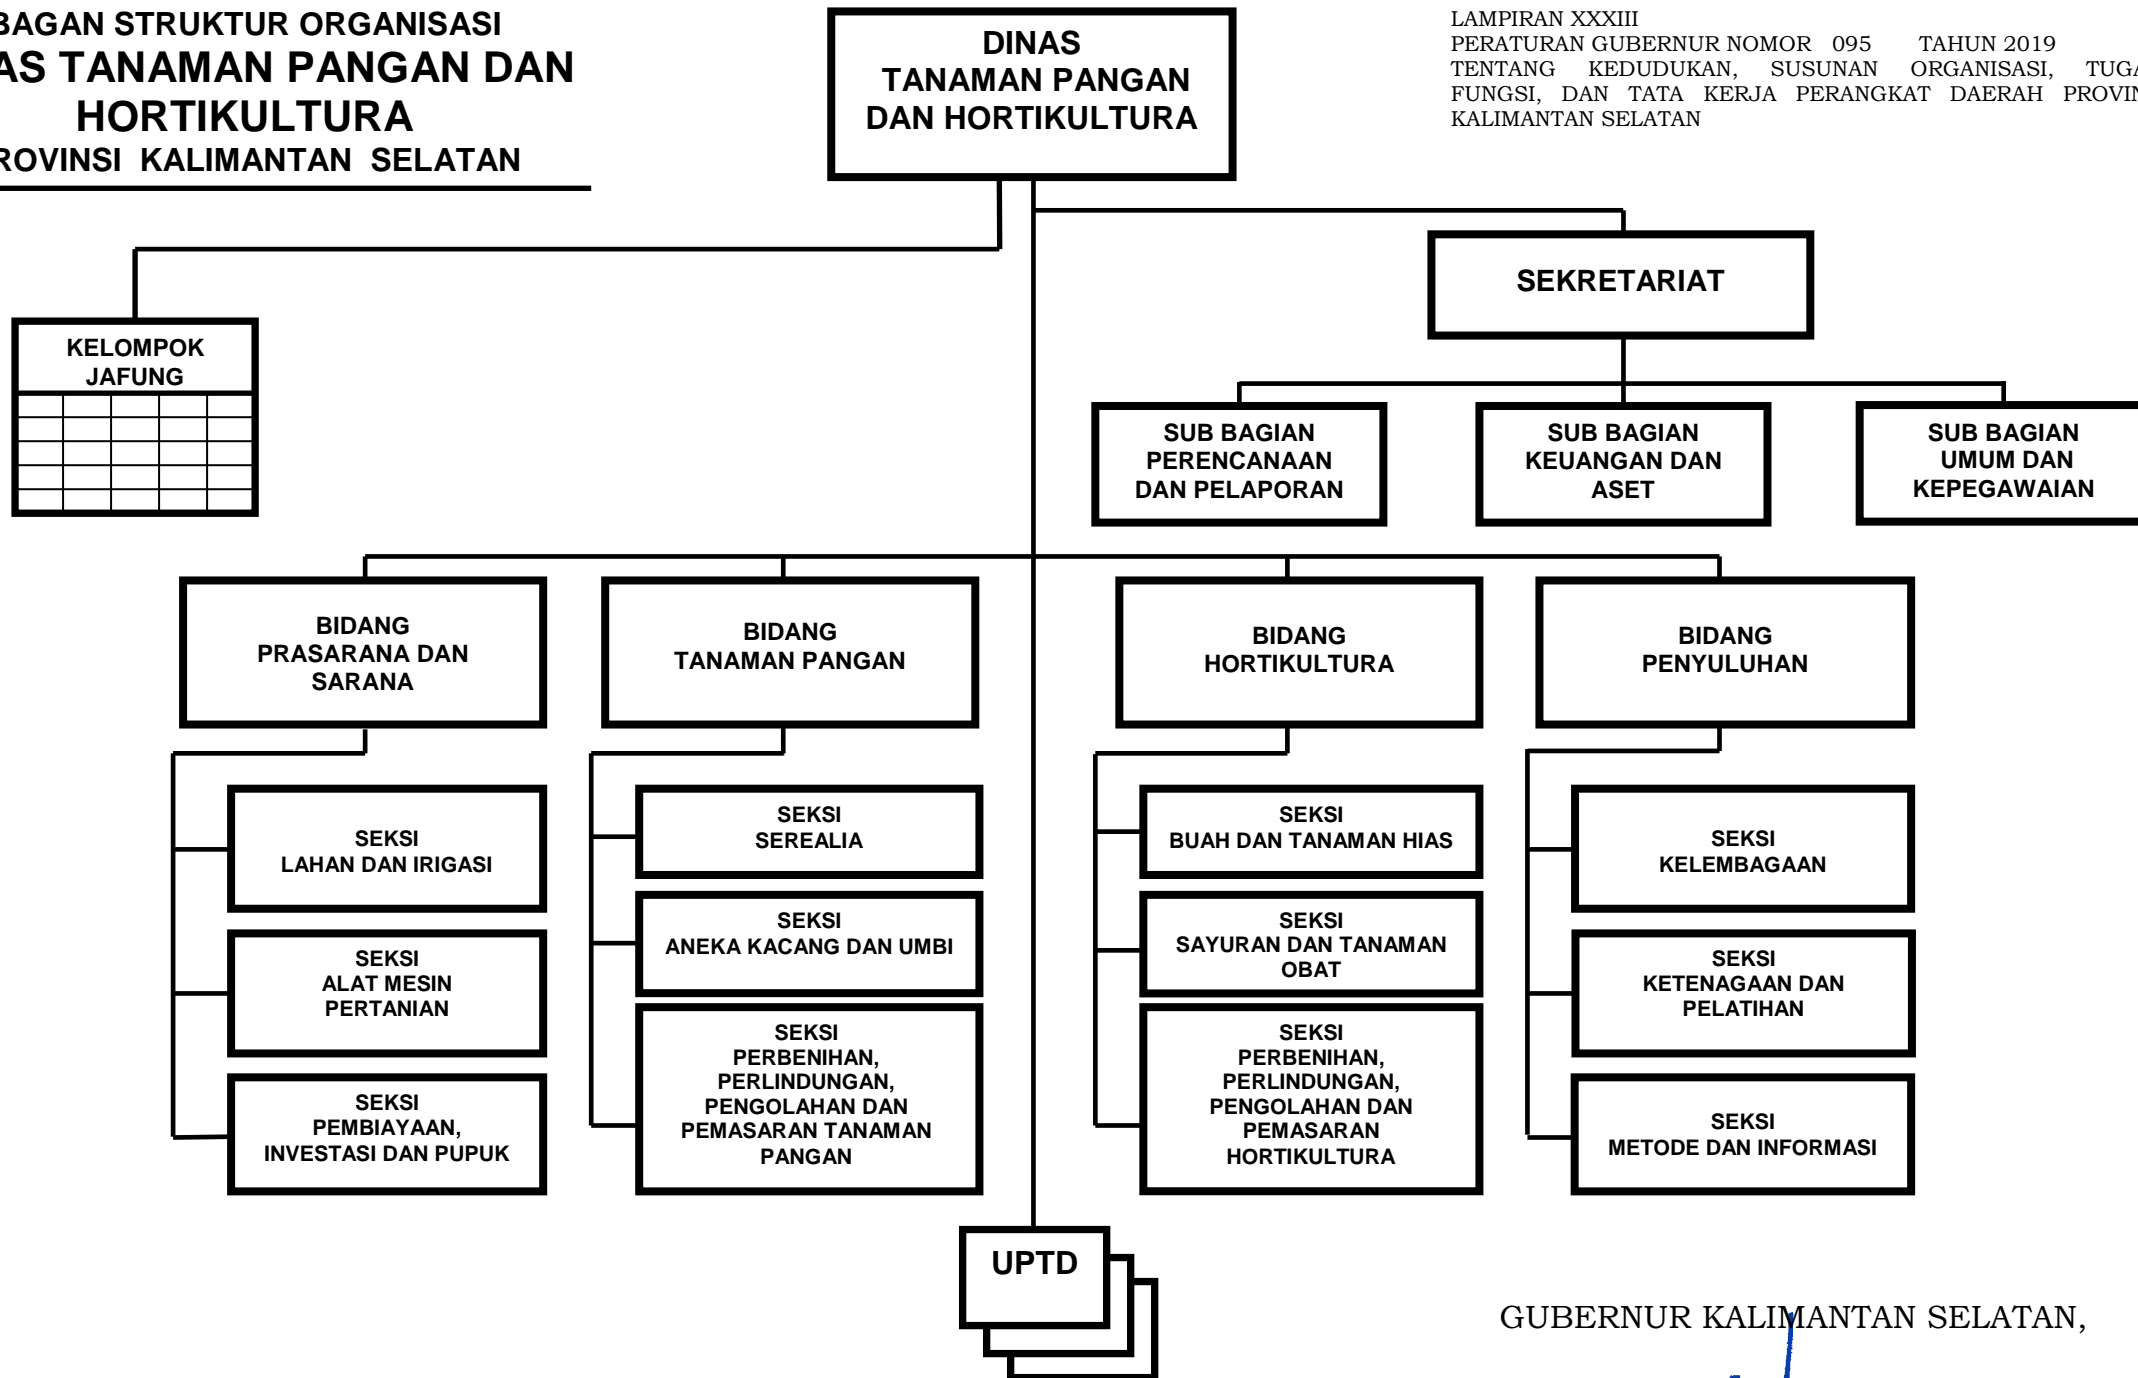 BAGAN STRUKTUR ORGANISASI
AS TANAMAN PANGAN DAN
HORTIKULTURA
ROVINSI KALIMANTAN SELATAN
DINAS
TANAMAN PANGAN
DAN HORTIKULTURA
LAMPIRAN XXXIII
PERATURAN GUBERNUR NOMOR 095 TAHUN 2019
TENTANG KEDUDUKAN, SUSUNAN ORGANISASI, TUGA
FUNGSI, DAN TATA KERJA PERANGKAT DAERAH PROVIN
KALIMANTAN SELATAN
SEKRETARIAT
KELOMPOK
JAFUNG
SUB BAGIAN
PERENCANAAN
DAN PELAPORAN
SUB BAGIAN
KEUANGAN DAN
ASET
SUB BAGIAN
UMUM DAN
KEPEGAWAIAN
BIDANG
PRASARANA DAN
SARANA
BIDANG
TANAMAN PANGAN
BIDANG
HORTIKULTURA
BIDANG
PENYULUHAN
SEKSI
LAHAN DAN IRIGASI
SEKSI
ALAT MESIN
PERTANIAN
SEKSI
PEMBIAYAAN,
INVESTASI DAN PUPUK
SEKSI
SEREALIA
SEKSI
ANEKA KACANG DAN UMBI
SEKSI
PERBENIHAN,
PERLINDUNGAN,
PENGOLAHAN DAN
PEMASARAN TANAMAN
PANGAN
SEKSI
BUAH DAN TANAMAN HIAS
SEKSI
SAYURAN DAN TANAMAN
OBAT
SEKSI
PERBENIHAN,
PERLINDUNGAN,
PENGOLAHAN DAN
PEMASARAN
HORTIKULTURA
SEKSI
KELEMBAGAAN
SEKSI
KETENAGAAN DAN
PELATIHAN
SEKSI
METODE DAN INFORMASI
UPTD
GUBERNUR KALIMANTAN SELATAN,